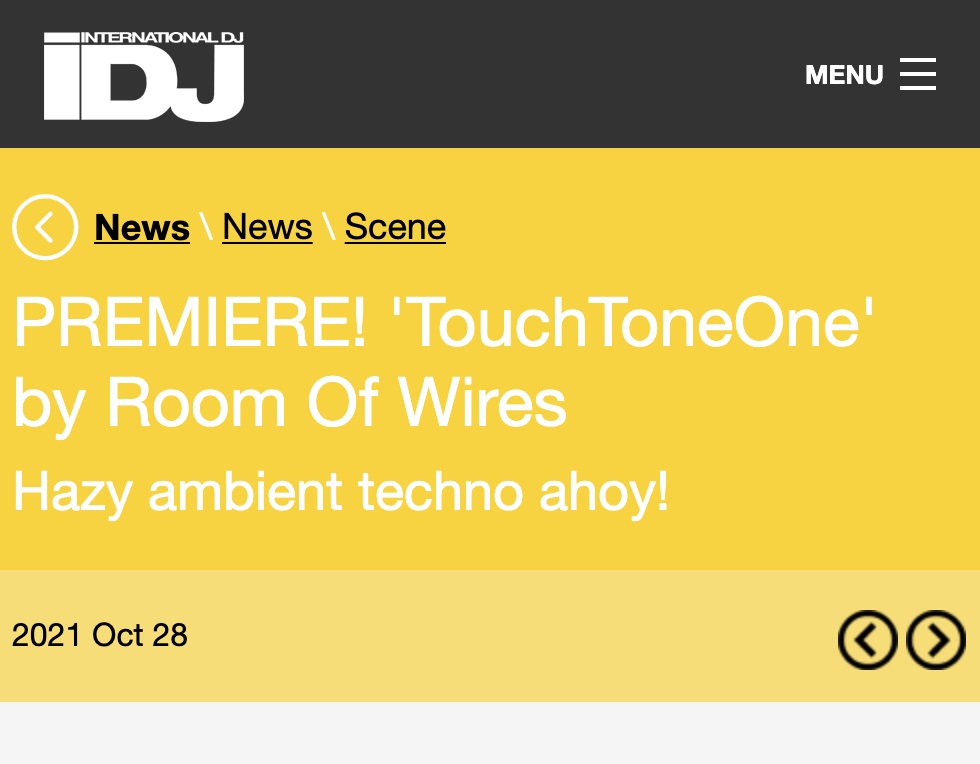 INTERNATIONAL DJ
iDJ
MENU
News \ News \ Scene
PREMIERE! 'TouchToneOne'
by Room Of Wires
Hazy ambient techno ahoy!
2021 Oct 28